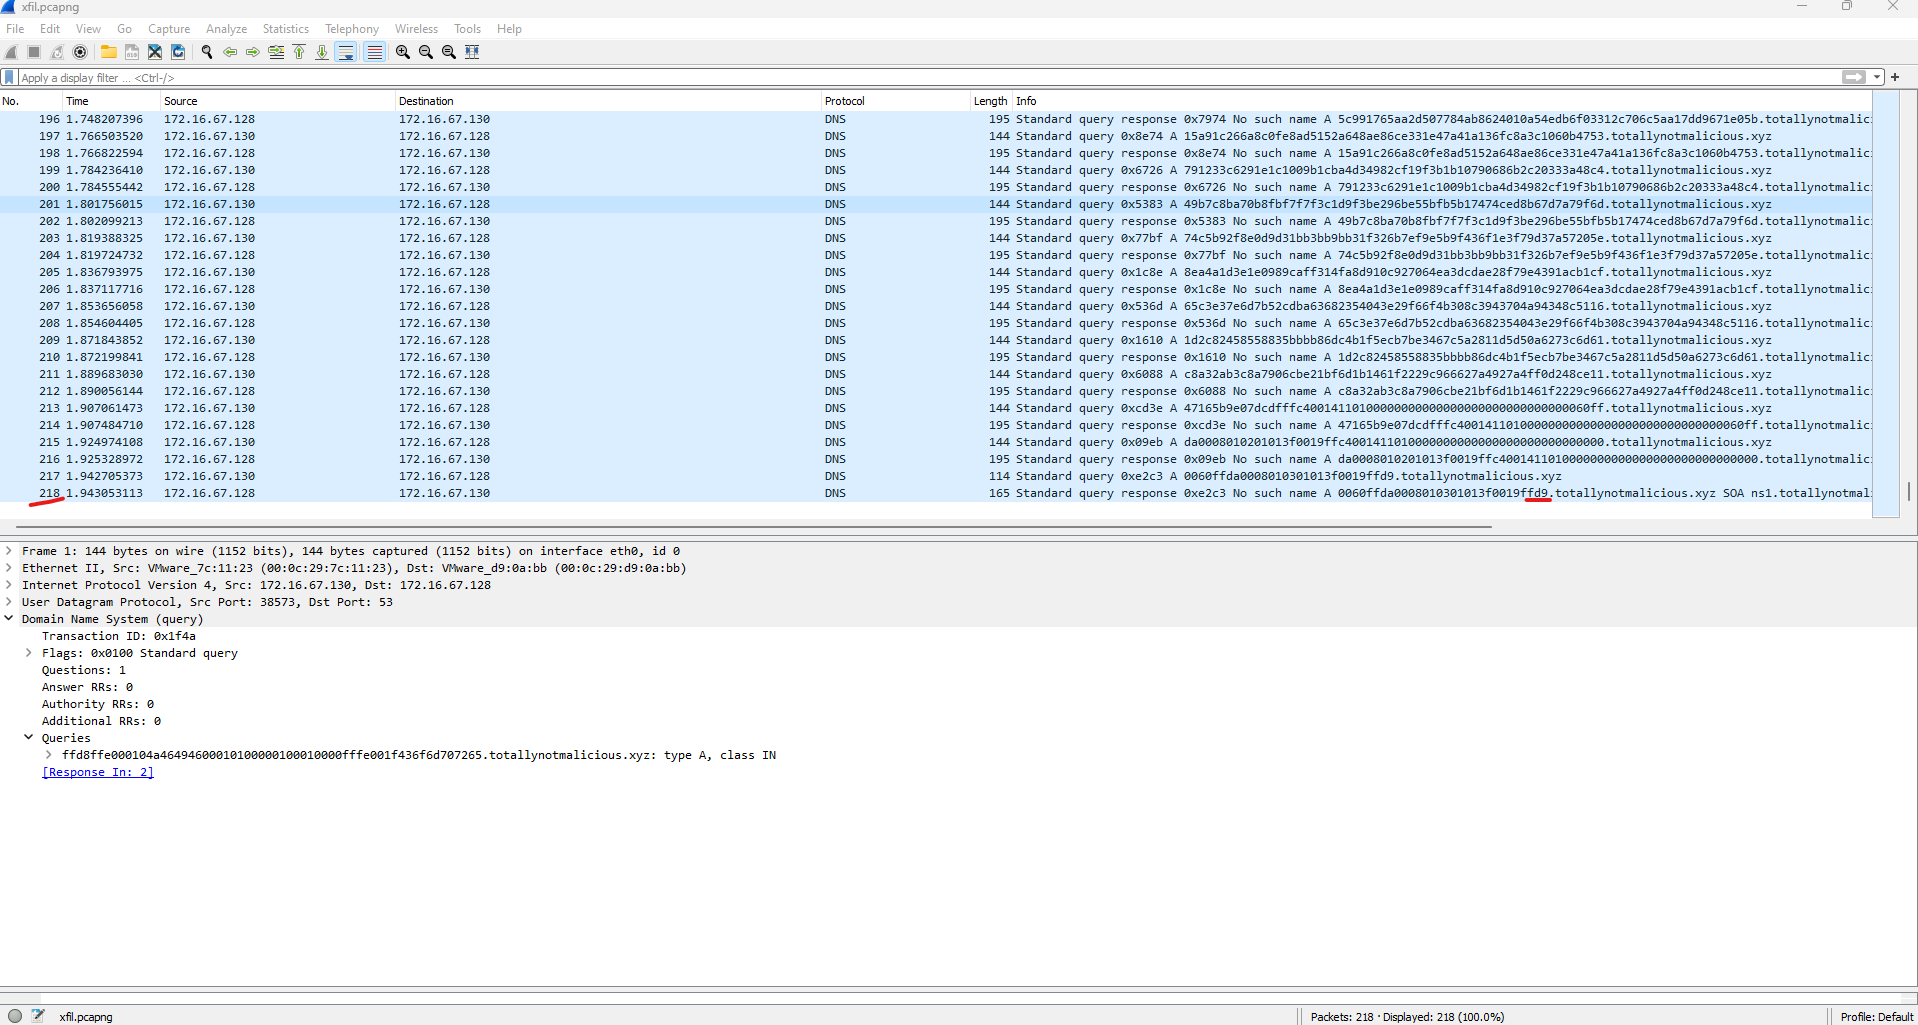 xfil.pcapng
File Edit View Go Capture Analyze Statistics Telephony Wireless Tools Help
Apply a display filter ... <Ctrl-/>
No. Time Source Destination Protocol Length Info
196 1.748207396 172.16.67.128 172.16.67.130 DNS 195 Standard query response 0x7974 No such name A 5c991765aa2d507784ab8624010a54edb6f03312c706c5aa17dd9671e05b.totallynotmalic
197 1.766503520 172.16.67.130 172.16.67.128 DNS 144 Standard query 0x8e74 A 15a91c266a8c0fe8ad5152a648ae86ce331e47a41a136fc8a3c1060b4753.totallynotmalicious.xyz
198 1.766822594 172.16.67.128 172.16.67.130 DNS 195 Standard query response 0x8e74 No such name A 15a91c266a8c0fe8ad5152a648ae86ce331e47a41a136fc8a3c1060b4753.totallynotmalic
199 1.784236410 172.16.67.130 172.16.67.128 DNS 144 Standard query 0x6726 A 791233c6291e1c1009b1cba4d34982cf19f3b1b10790686b2c20333a48c4.totallynotmalicious.xyz
200 1.784555442 172.16.67.128 172.16.67.130 DNS 195 Standard query response 0x6726 No such name A 791233c6291e1c1009b1cba4d34982cf19f3b1b10790686b2c20333a48c4.totallynotmalic
201 1.801756015 172.16.67.130 172.16.67.128 DNS 144 Standard query 0x5383 A 49b7c8ba70b8fbf7f7f3c1d9f3be296be55bfb5b17474ced8b67d7a79f6d.totallynotmalicious.xyz
202 1.802099213 172.16.67.128 172.16.67.130 DNS 195 Standard query response 0x5383 No such name A 49b7c8ba70b8fbf7f7f3c1d9f3be296be55bfb5b17474ced8b67d7a79f6d.totallynotmalic
203 1.819388325 172.16.67.130 172.16.67.128 DNS 144 Standard query 0x77bf A 74c5b92f8e0d9d31bb3bb9bb31f326b7ef9e5b9f436f1e3f79d37a57205e.totallynotmalicious.xyz
204 1.819724732 172.16.67.128 172.16.67.130 DNS 195 Standard query response 0x77bf No such name A 74c5b92f8e0d9d31bb3bb9bb31f326b7ef9e5b9f436f1e3f79d37a57205e.totallynotmalic
205 1.836793975 172.16.67.130 172.16.67.128 DNS 144 Standard query 0x1c8e A 8ea4a1d3e1e0989caff314fa8d910c927064ea3dcdae28f79e4391acb1cf.totallynotmalicious.xyz
206 1.837117716 172.16.67.128 172.16.67.130 DNS 195 Standard query response 0x1c8e No such name A 8ea4a1d3e1e0989caff314fa8d910c927064ea3dcdae28f79e4391acb1cf.totallynotmalic
207 1.853656058 172.16.67.130 172.16.67.128 DNS 144 Standard query 0x536d A 65c3e37e6d7b52cdba63682354043e29f66f4b308c3943704a94348c5116.totallynotmalicious.xyz
208 1.854604405 172.16.67.128 172.16.67.130 DNS 195 Standard query response 0x536d No such name A 65c3e37e6d7b52cdba63682354043e29f66f4b308c3943704a94348c5116.totallynotmalic
209 1.871843852 172.16.67.130 172.16.67.128 DNS 144 Standard query 0x1610 A 1d2c82458558835bbbb86dc4b1f5ecb7be3467c5a2811d5d50a6273c6d61.totallynotmalicious.xyz
210 1.872199841 172.16.67.128 172.16.67.130 DNS 195 Standard query response 0x1610 No such name A 1d2c82458558835bbbb86dc4b1f5ecb7be3467c5a2811d5d50a6273c6d61.totallynotmalic
211 1.889683030 172.16.67.130 172.16.67.128 DNS 144 Standard query 0x6088 A c8a32ab3c8a7906cbe21bf6d1b1461f2229c966627a4927a4ff0d248ce11.totallynotmalicious.xyz
212 1.890056144 172.16.67.128 172.16.67.130 DNS 195 Standard query response 0x6088 No such name A c8a32ab3c8a7906cbe21bf6d1b1461f2229c966627a4927a4ff0d248ce11.totallynotmalic
213 1.907061473 172.16.67.130 172.16.67.128 DNS 144 Standard query 0xcd3e A 47165b9e07dcdfffc40014110100000000000000000000000000000060ff.totallynotmalicious.xyz
214 1.907484710 172.16.67.128 172.16.67.130 DNS 195 Standard query response 0xcd3e No such name A 47165b9e07dcdfffc40014110100000000000000000000000000000060ff.totallynotmalic
215 1.924974108 172.16.67.130 172.16.67.128 DNS 144 Standard query 0x09eb A da0008010201013f0019ffc4001411010000000000000000000000000000.totallynotmalicious.xyz
216 1.925328972 172.16.67.128 172.16.67.130 DNS 195 Standard query response 0x09eb No such name A da0008010201013f0019ffc4001411010000000000000000000000000000.totallynotmalic
217 1.942705373 172.16.67.130 172.16.67.128 DNS 114 Standard query 0xe2c3 A 0060ffda0008010301013f0019ffd9.totallynotmalicious.xyz
218 1.943053113 172.16.67.128 172.16.67.130 DNS 165 Standard query response 0xe2c3 No such name A 0060ffda0008010301013f0019ffd9.totallynotmalicious.xyz SOA ns1.totallynotmal
Frame 1: 144 bytes on wire (1152 bits), 144 bytes captured (1152 bits) on interface eth0, id 0
Ethernet II, Src: VMware_7c:11:23 (00:0c:29:7c:11:23), Dst: VMware_d9:0a:bb (00:0c:29:d9:0a:bb)
Internet Protocol Version 4, Src: 172.16.67.130, Dst: 172.16.67.128
User Datagram Protocol, Src Port: 38573, Dst Port: 53
Domain Name System (query)
Transaction ID: 0x1f4a
Flags: 0x0100 Standard query
Questions: 1
Answer RRs: 0
Authority RRs: 0
Additional RRs: 0
Queries
ffd8ffe000104a46494600010100000100010000fffe001f436f6d707265.totallynotmalicious.xyz: type A, class IN
[Response In: 2]
xfil.pcapng Packets: 218 · Displayed: 218 (100.0%) Profile: Default